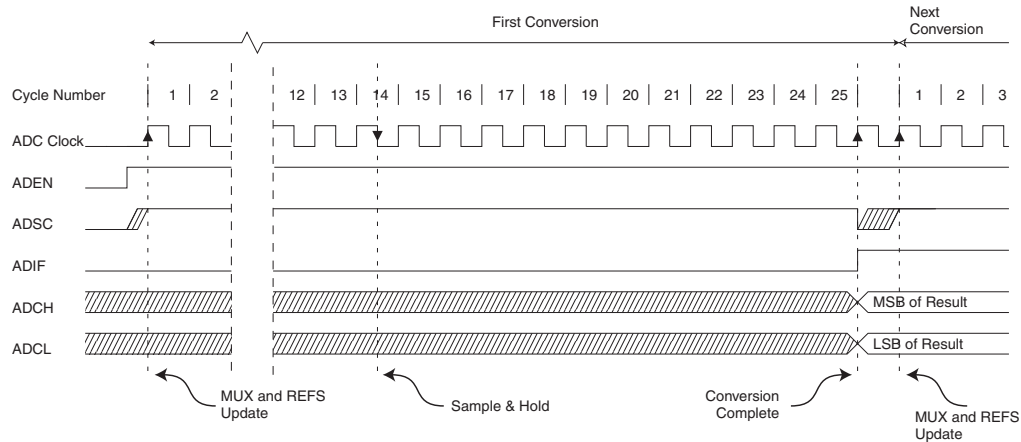 First Conversion
Next
Conversion
Cycle Number 1 2 12 13 14 15 16 17 18 19 20 21 22 23 24 25 1 2 3
ADC Clock
ADEN
ADSC
ADIF
ADCH MSB of Result
ADCL LSB of Result
MUX and REFS
Update
Sample & Hold
Conversion
Complete
MUX and REFS
Update